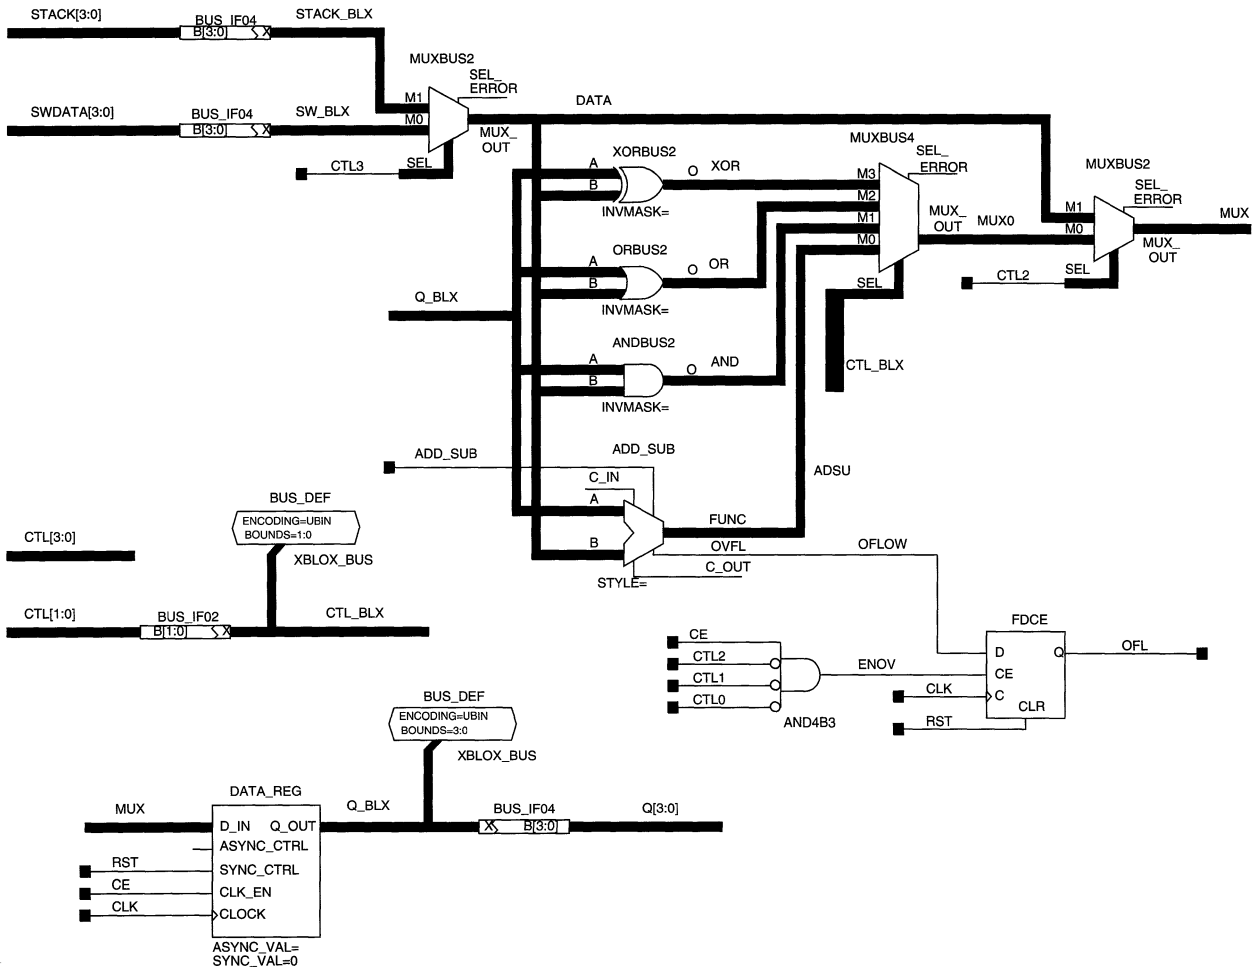 STACK[3:0]
BUS_IF04
B[3:0]
X
STACK_BLX
MUXBUS2
SEL_
ERROR
M1
M0
SWDATA[3:0]
BUS_IF04
B[3:0]
X
SW_BLX
MUX_
OUT
CTL3
SEL
DATA
XORBUS2
A
B
O
XOR
INVMASK=
ORBUS2
A
B
O
OR
INVMASK=
ANDBUS2
A
B
O
AND
INVMASK=
Q_BLX
MUXBUS4
SEL_
ERROR
M3
M2
M1
M0
MUX_
OUT
MUX0
SEL
CTL_BLX
MUXBUS2
SEL_
ERROR
M1
M0
MUX
MUX_
OUT
CTL2
SEL
ADD_SUB
ADD_SUB
C_IN
A
B
FUNC
ADSU
OVFL
OFLOW
C_OUT
STYLE=
BUS_DEF
ENCODING=UBIN
BOUNDS=1:0
XBLOX_BUS
CTL[3:0]
CTL[1:0]
BUS_IF02
B[1:0]
X
CTL_BLX
CE
CTL2
CTL1
CTL0
AND4B3
ENOV
FDCE
D
Q
CE
C
CLR
CLK
RST
OFL
BUS_DEF
ENCODING=UBIN
BOUNDS=3:0
XBLOX_BUS
DATA_REG
MUX
D_IN
Q_OUT
ASYNC_CTRL
RST
SYNC_CTRL
CE
CLK_EN
CLK
CLOCK
ASYNC_VAL=
SYNC_VAL=0
Q_BLX
BUS_IF04
X
B[3:0]
Q[3:0]